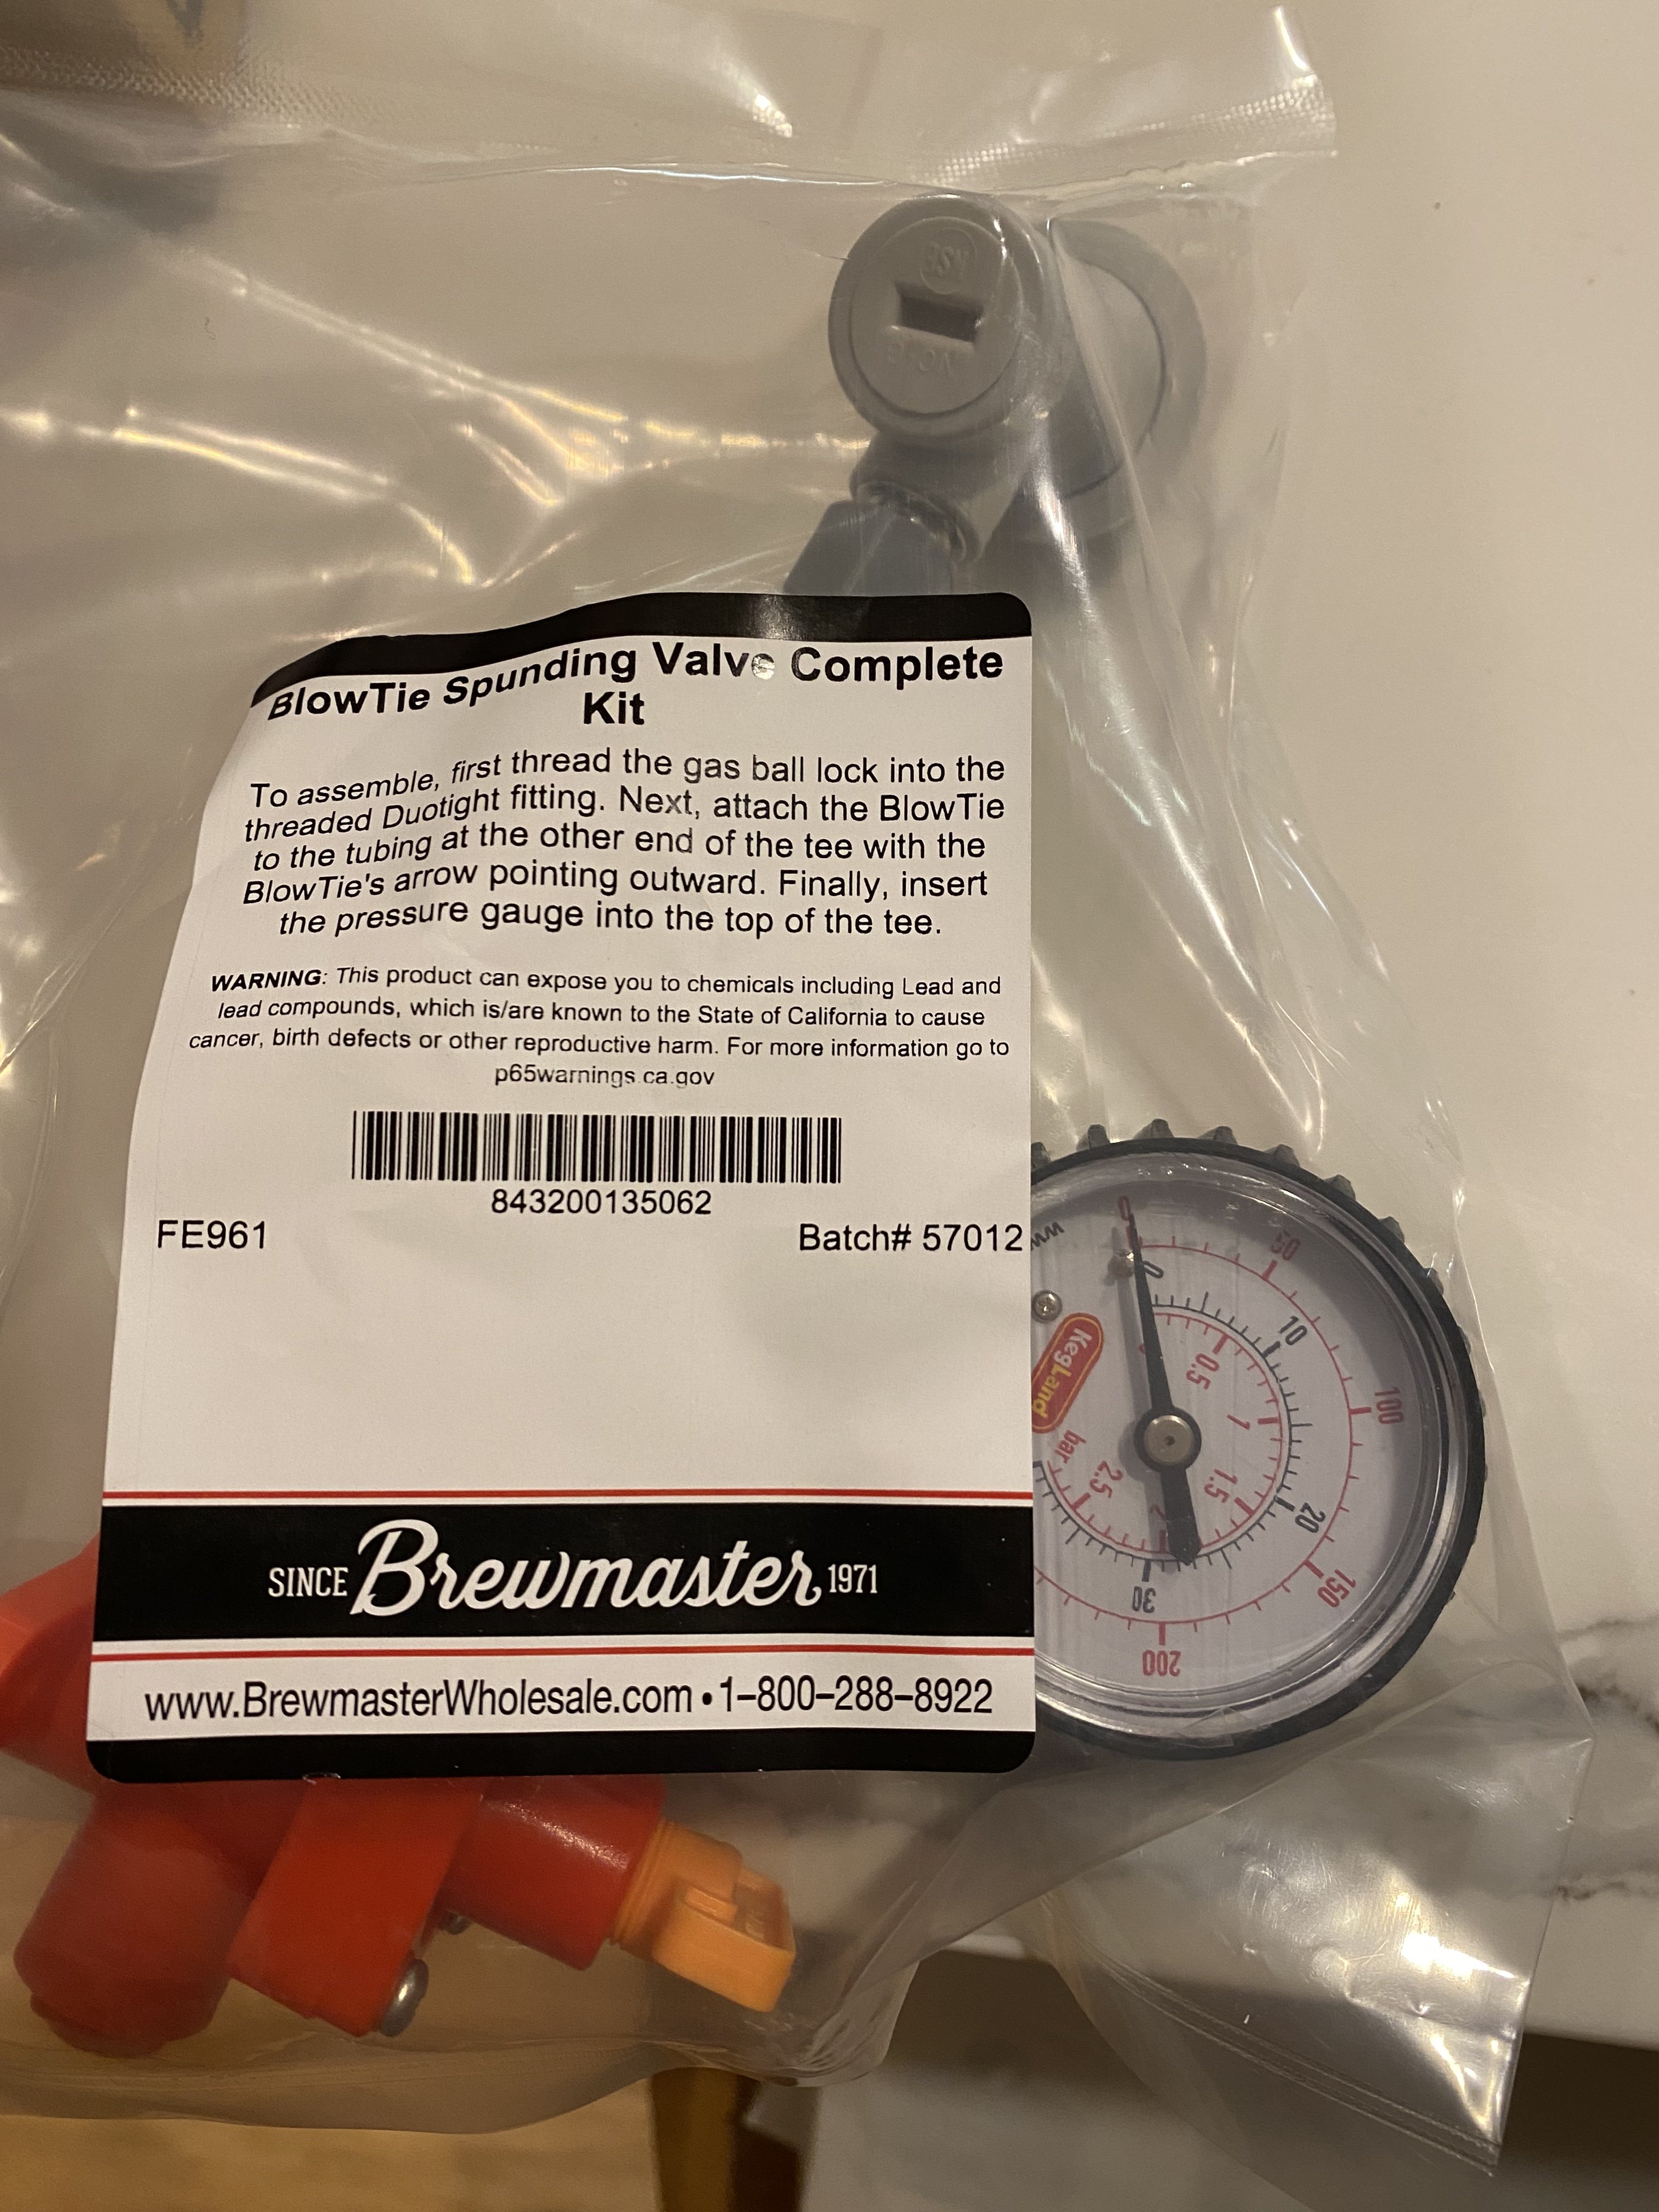 BlowTie Spunding Valve Complete
Kit
To assemble, first thread the gas ball lock into the
threaded Duotight fitting. Next, attach the BlowTie
to the tubing at the other end of the tee with the
BlowTie's arrow pointing outward. Finally, insert
the pressure gauge into the top of the tee.
WARNING: This product can expose you to chemicals including Lead and
lead compounds, which is/are known to the State of California to cause
cancer, birth defects or other reproductive harm. For more information go to
p65warnings.ca.gov
843200135062
FE961
Batch# 57012
SINCE Brewmaster 1971
www.BrewmasterWholesale.com • 1-800-288-8922
KegLand
bar
0
50
100
150
200
0
10
20
30
0.5
1
1.5
2
2.5